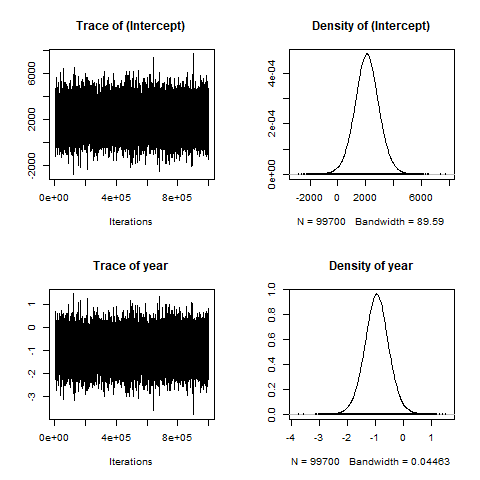 Trace of (Intercept)
-2000 2000 6000
0e+00 4e+05 8e+05
Iterations
Density of (Intercept)
0e+00 2e-04 4e-04
-2000 0 2000 6000
N = 99700 Bandwidth = 89.59
Trace of year
-3 -2 -1 0 1
0e+00 4e+05 8e+05
Iterations
Density of year
0.0 0.2 0.4 0.6 0.8 1.0
-4 -3 -2 -1 0 1
N = 99700 Bandwidth = 0.04463